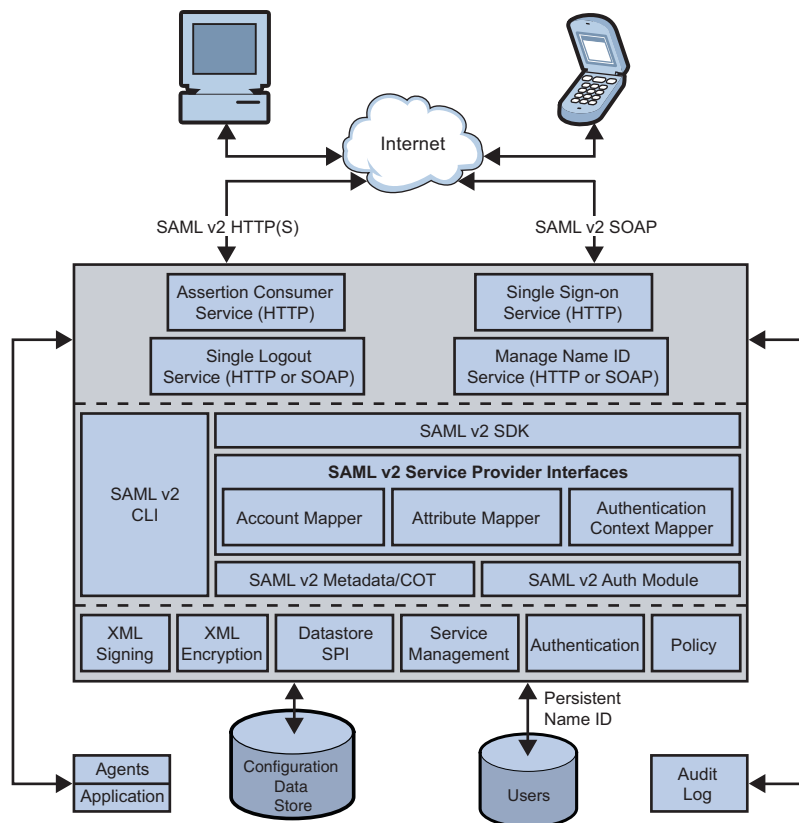 Internet
SAML v2 HTTP(S)
SAML v2 SOAP
Assertion Consumer
Service (HTTP)
Single Sign-on
Service (HTTP)
Single Logout
Service (HTTP or SOAP)
Manage Name ID
Service (HTTP or SOAP)
SAML v2
CLI
SAML v2 SDK
SAML v2 Service Provider Interfaces
Account Mapper
Attribute Mapper
Authentication
Context Mapper
SAML v2 Metadata/COT
SAML v2 Auth Module
XML
Signing
XML
Encryption
Datastore
SPI
Service
Management
Authentication
Policy
Persistent
Name ID
Agents
Application
Configuration
Data
Store
Users
Audit
Log